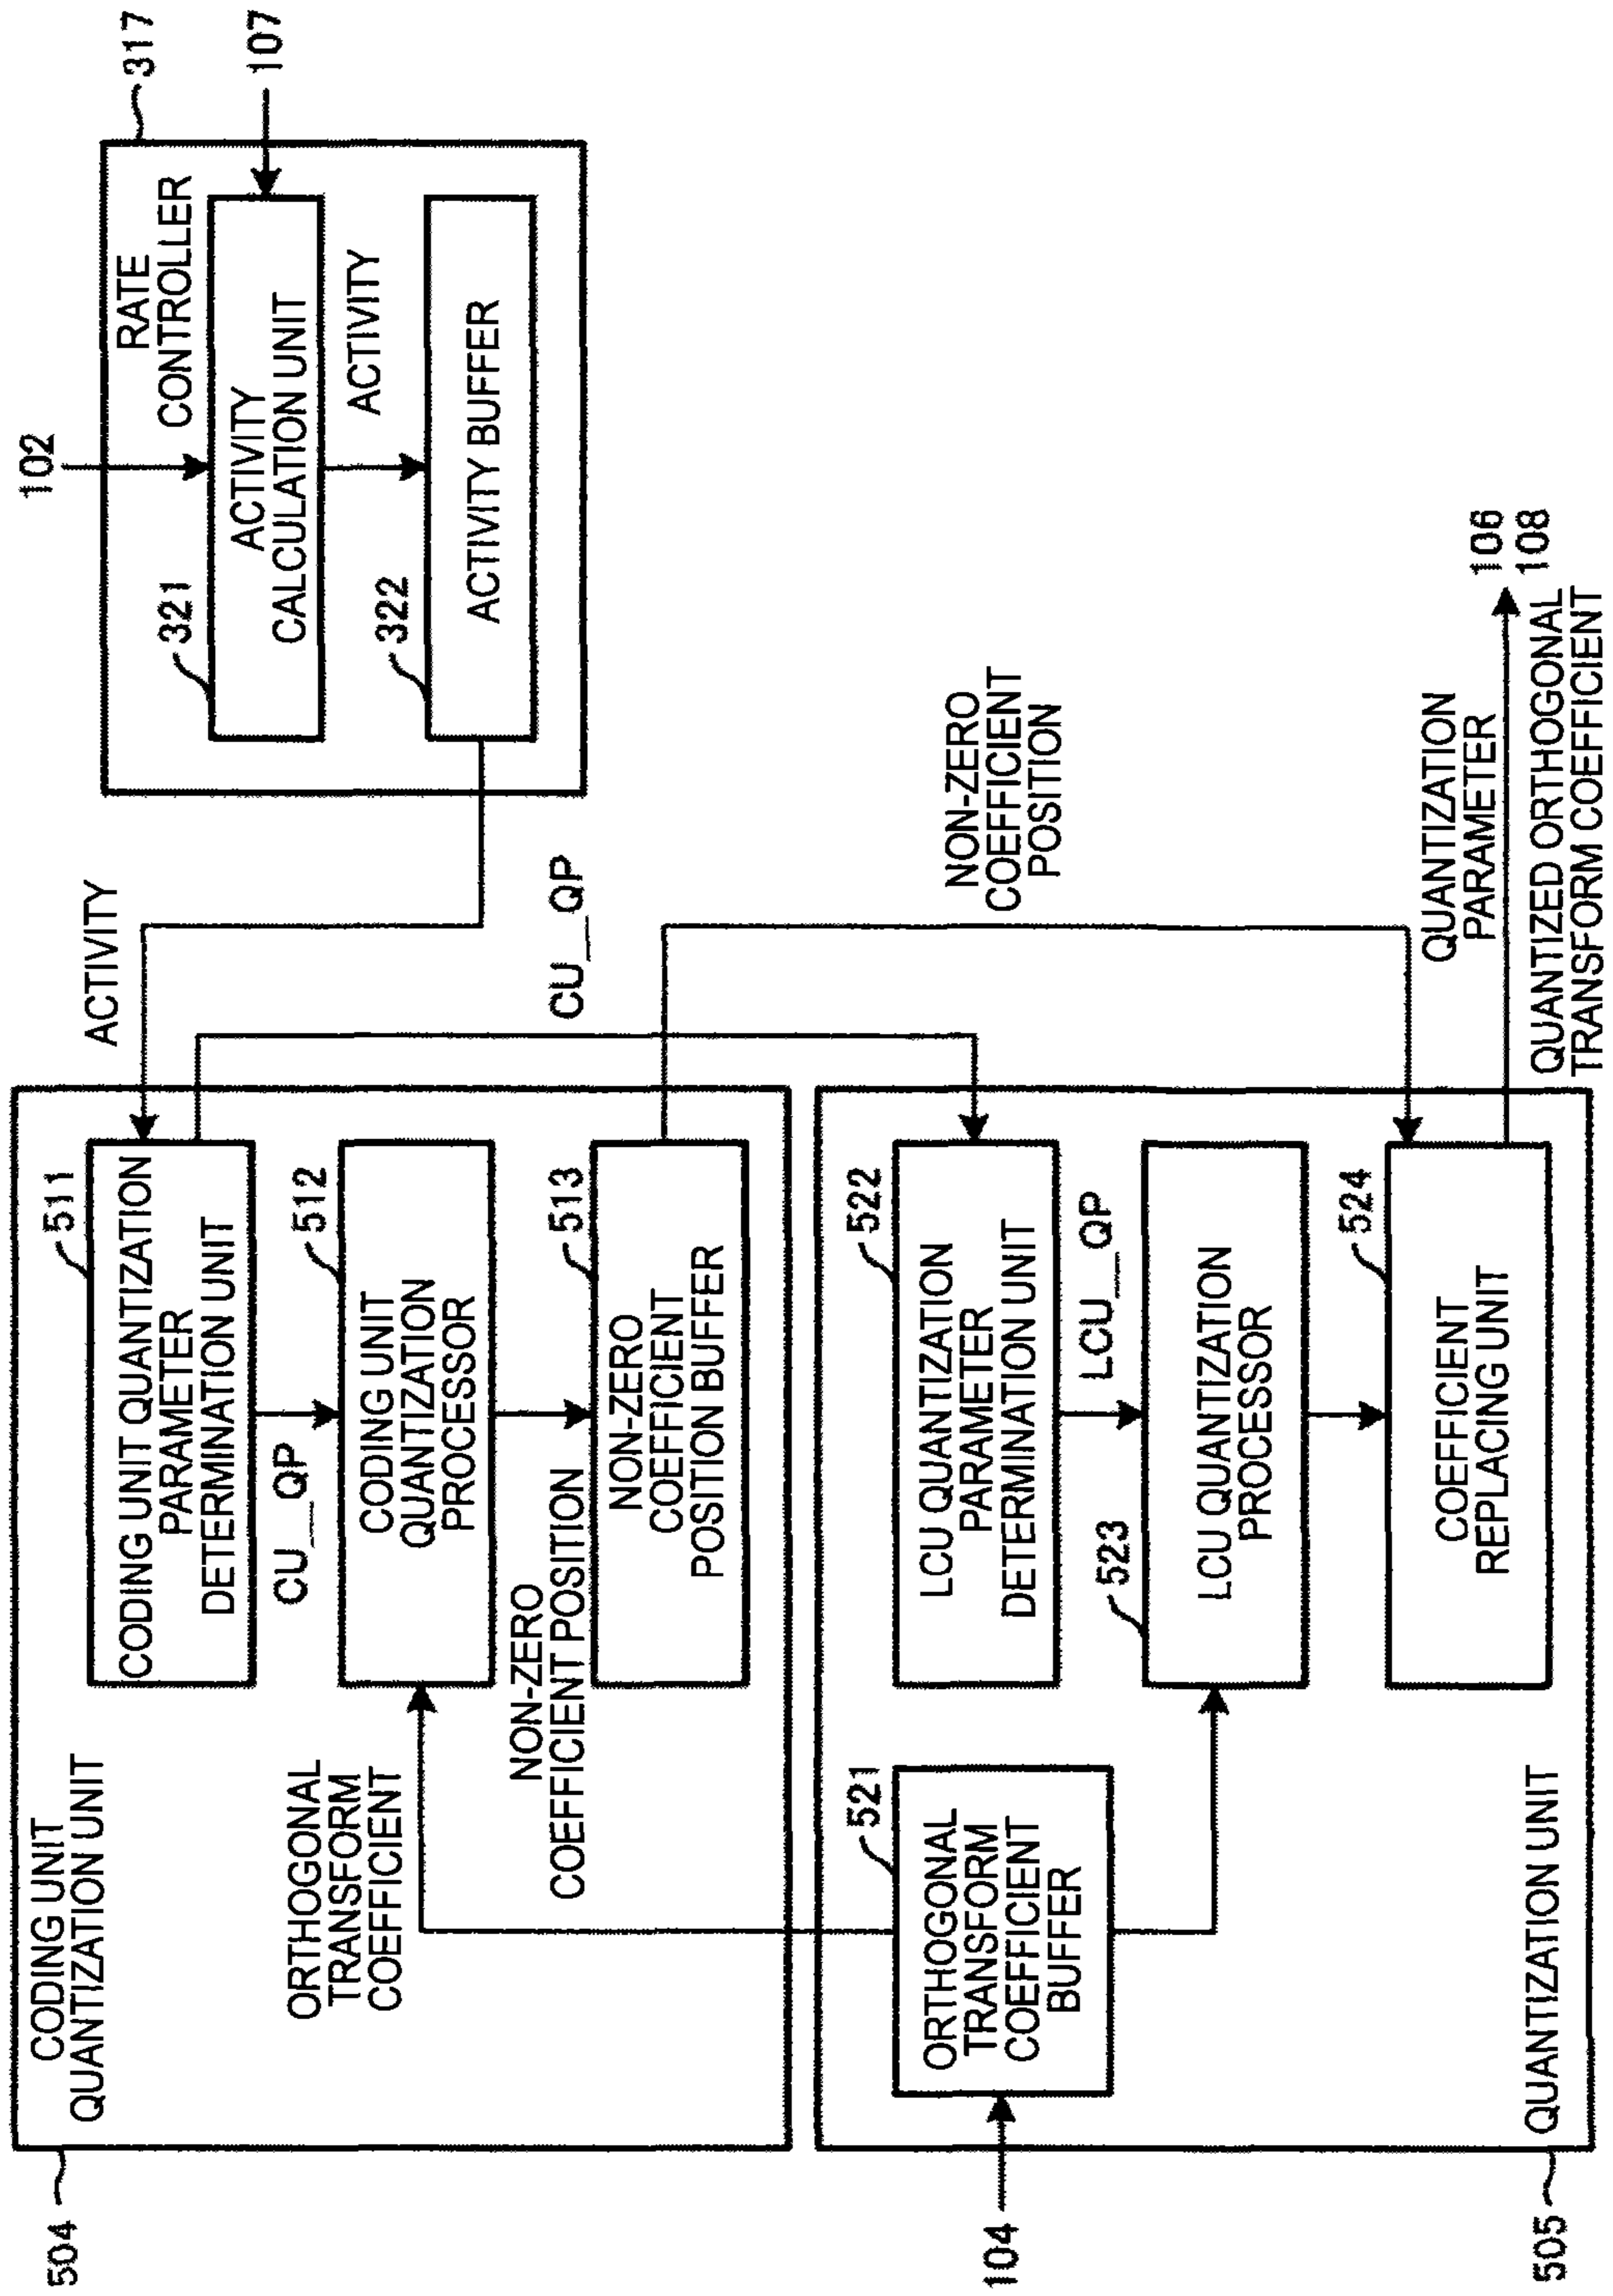 504
CODING UNIT
QUANTIZATION UNIT
511
CODING UNIT QUANTIZATION
PARAMETER
DETERMINATION UNIT
CU_QP
ORTHOGONAL
TRANSFORM
COEFFICIENT
512
CODING UNIT
QUANTIZATION
PROCESSOR
NON-ZERO
COEFFICIENT POSITION
513
NON-ZERO
COEFFICIENT
POSITION BUFFER
ACTIVITY
CU_QP
102
317
RATE
CONTROLLER
107
321
ACTIVITY
CALCULATION UNIT
ACTIVITY
322
ACTIVITY BUFFER
NON-ZERO
COEFFICIENT
POSITION
104
521
ORTHOGONAL
TRANSFORM
COEFFICIENT
BUFFER
522
LCU QUANTIZATION
PARAMETER
DETERMINATION UNIT
LCU_QP
523
LCU QUANTIZATION
PROCESSOR
524
COEFFICIENT
REPLACING UNIT
QUANTIZATION
PARAMETER
106
108
QUANTIZED ORTHOGONAL
TRANSFORM COEFFICIENT
505
QUANTIZATION UNIT